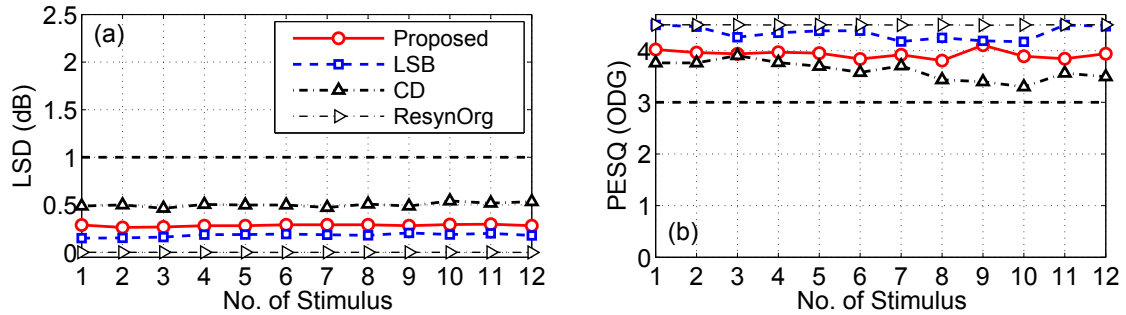 (a)
Proposed
LSB
CD
ResynOrg
LSD (dB)
2.5
2
1.5
1
0.5
0
1 2 3 4 5 6 7 8 9 10 11 12
No. of Stimulus
(b)
PESQ (ODG)
4
3
2
1
0
1 2 3 4 5 6 7 8 9 10 11 12
No. of Stimulus